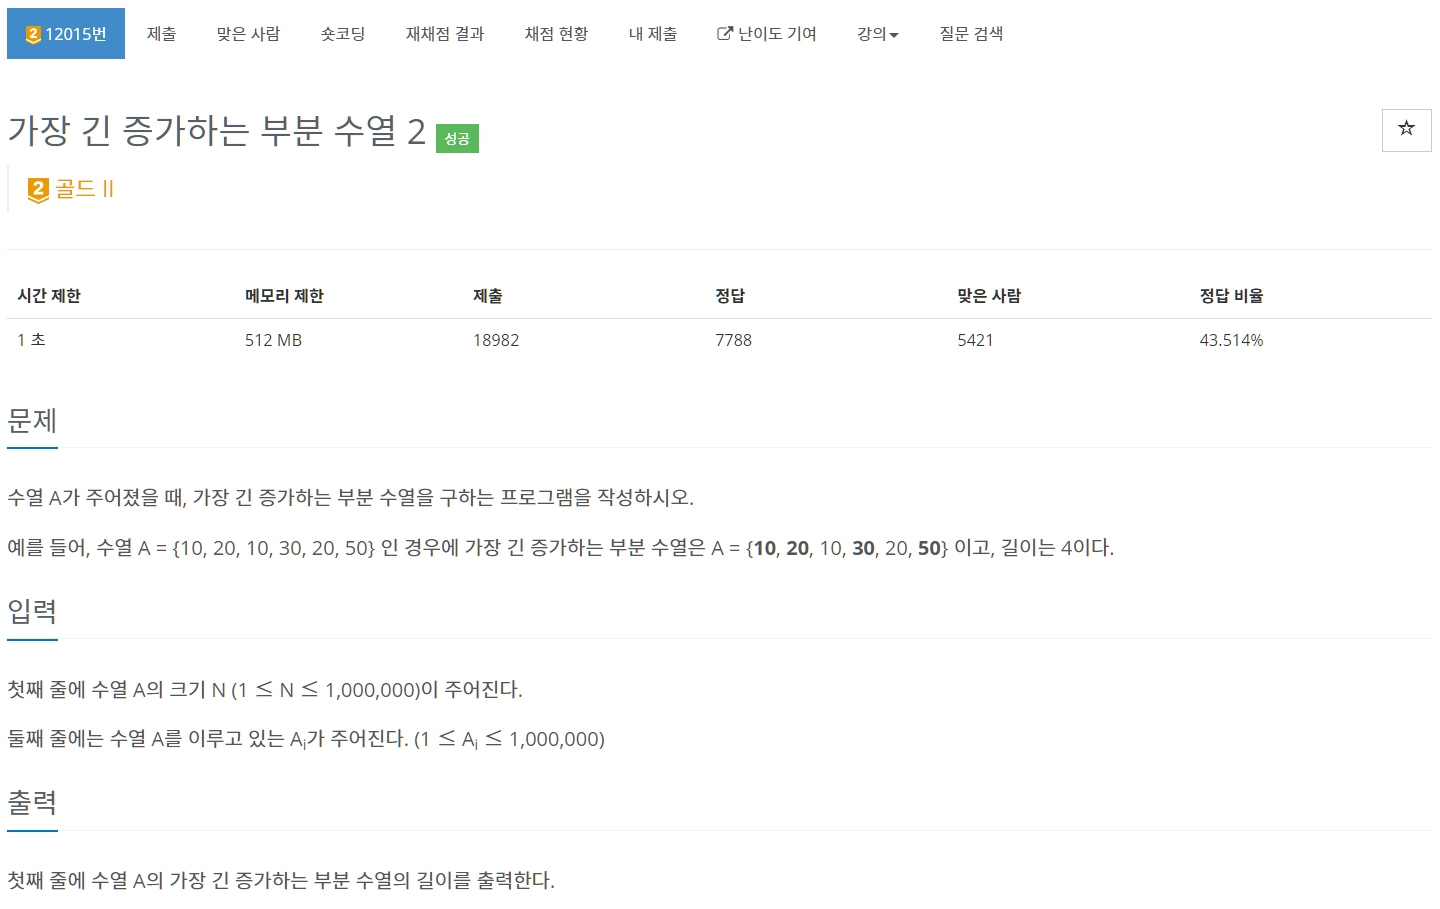 2 12015번 제출 맞은 사람 숏코딩 재채점 결과 채점 현황 내 제출 난이도 기여 강의 질문 검색
가장 긴 증가하는 부분 수열 2 성공
2 골드 II
시간 제한 메모리 제한 제출 정답 맞은 사람 정답 비율
1 초 512 MB 18982 7788 5421 43.514%
문제
수열 A가 주어졌을 때, 가장 긴 증가하는 부분 수열을 구하는 프로그램을 작성하시오.
예를 들어, 수열 A = {10, 20, 10, 30, 20, 50} 인 경우에 가장 긴 증가하는 부분 수열은 A = {10, 20, 10, 30, 20, 50} 이고, 길이는 4이다.
입력
첫째 줄에 수열 A의 크기 N (1 ≤ N ≤ 1,000,000)이 주어진다.
둘째 줄에는 수열 A를 이루고 있는 Ai가 주어진다. (1 ≤ Ai ≤ 1,000,000)
출력
첫째 줄에 수열 A의 가장 긴 증가하는 부분 수열의 길이를 출력한다.